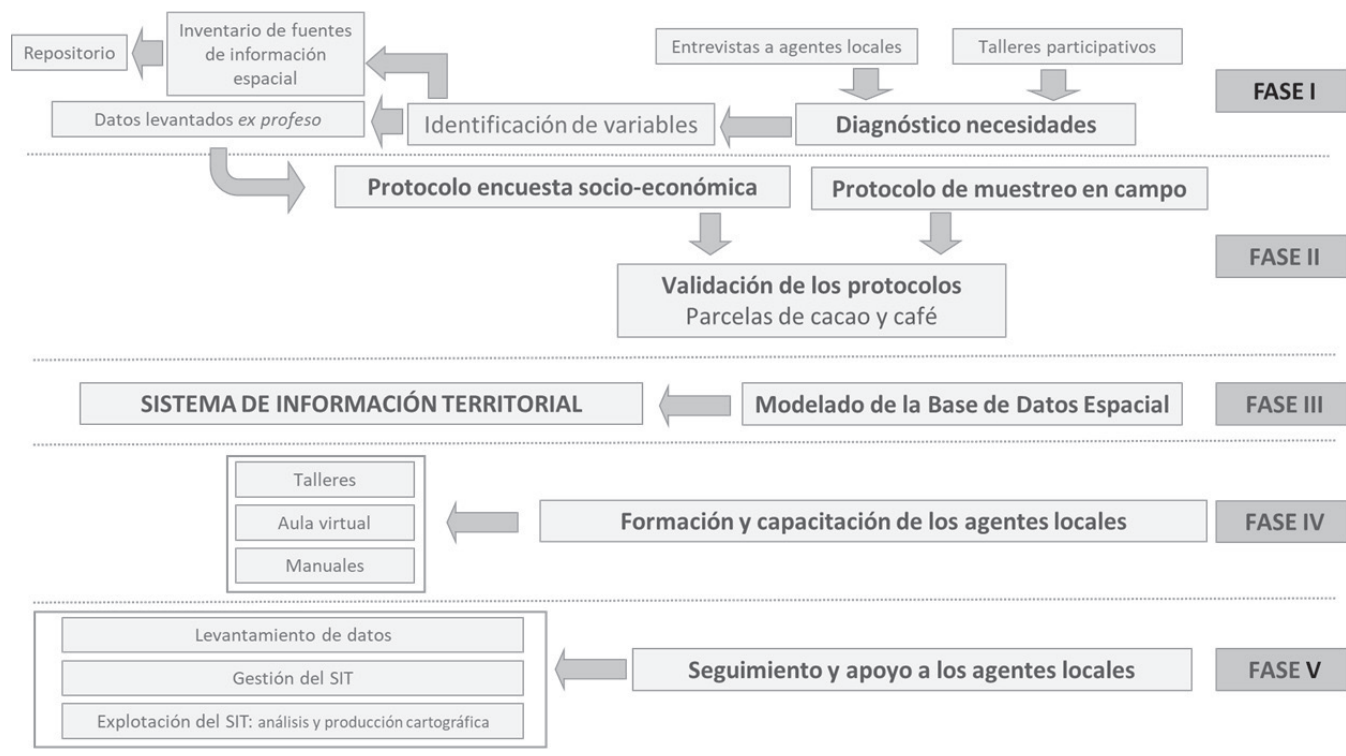 Repositorio
Inventario de fuentes
de información
espacial
Entrevistas a agentes locales
Talleres participativos
FASE I
Datos levantados ex profeso
Identificación de variables
Diagnóstico necesidades
Protocolo encuesta socio-económica
Protocolo de muestreo en campo
FASE II
Validación de los protocolos
Parcelas de cacao y café
SISTEMA DE INFORMACIÓN TERRITORIAL
Modelado de la Base de Datos Espacial
FASE III
Talleres
Aula virtual
Manuales
Formación y capacitación de los agentes locales
FASE IV
Levantamiento de datos
Gestión del SIT
Explotación del SIT: análisis y producción cartográfica
Seguimiento y apoyo a los agentes locales
FASE V